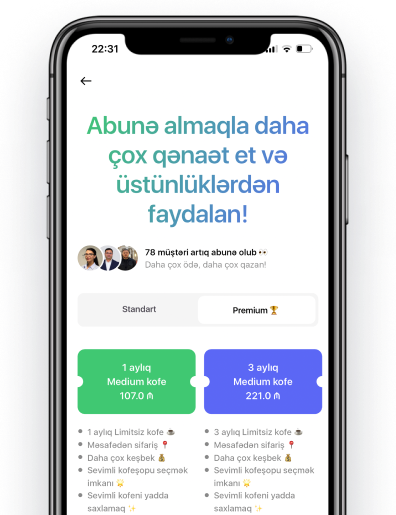 22:31
Abunə almaqla daha
çox qənaət et və
üstünlüklərdən
faydalan!
78 müştəri artıq abunə olub 👀
Daha çox ödə, daha çox qazan!
Standart
Premium 🏆
1 aylıq
Medium kofe
107.0 ₼
3 aylıq
Medium kofe
221.0 ₼
1 aylıq Limitsiz kofe ☕
Məsafədən sifariş 📍
Daha çox keşbek 💰
Sevimli kofeşopu seçmək
imkanı 🌟
Sevimli kofeni yadda
saxlamaq ✨
3 aylıq Limitsiz kofe ☕
Məsafədən sifariş 📍
Daha çox keşbek 💰
Sevimli kofeşopu seçmək
imkanı 🌟
Sevimli kofeni yadda
saxlamaq ✨